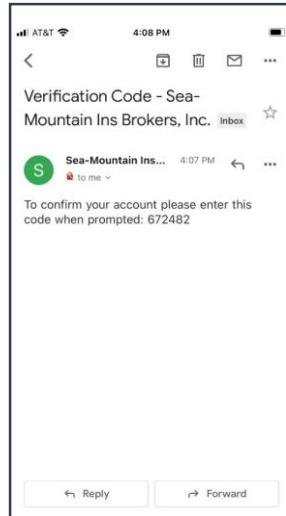 AT&T 4:08 PM
Verification Code - Sea-
Mountain Ins Brokers, Inc. Inbox
S Sea-Mountain Ins... 4:07 PM
to me
To confirm your account please enter this
code when prompted: 672482
Reply Forward